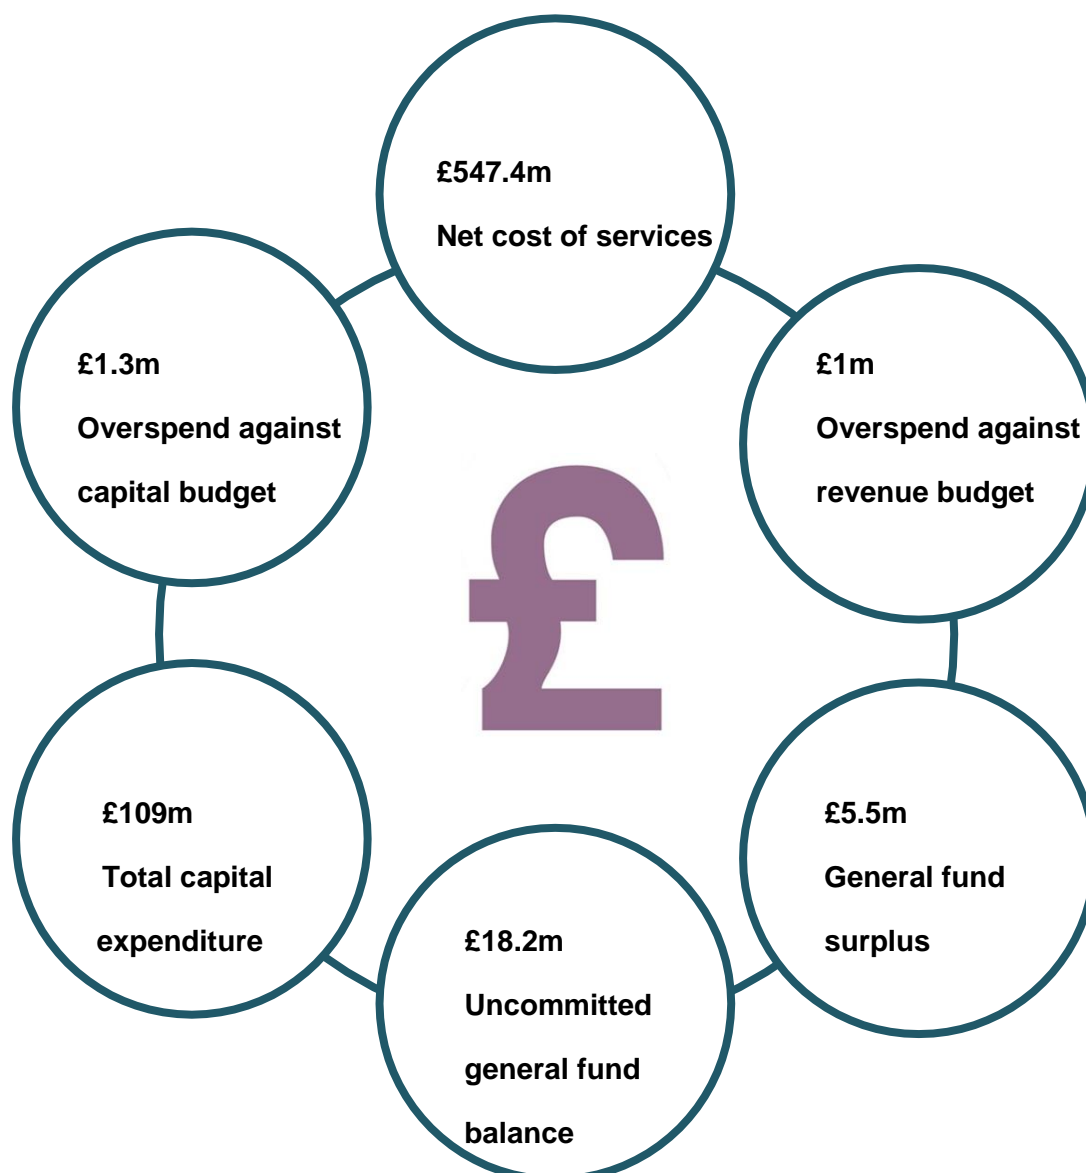 £547.4m
Net cost of services
£1m
Overspend against
revenue budget
£5.5m
General fund
surplus
£18.2m
Uncommitted
general fund
balance
£109m
Total capital
expenditure
£1.3m
Overspend against
capital budget
£